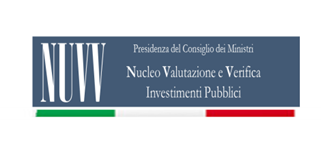 NUVV
Presidenza del Consiglio dei Ministri
Nucleo Valutazione e Verifica
Investimenti Pubblici